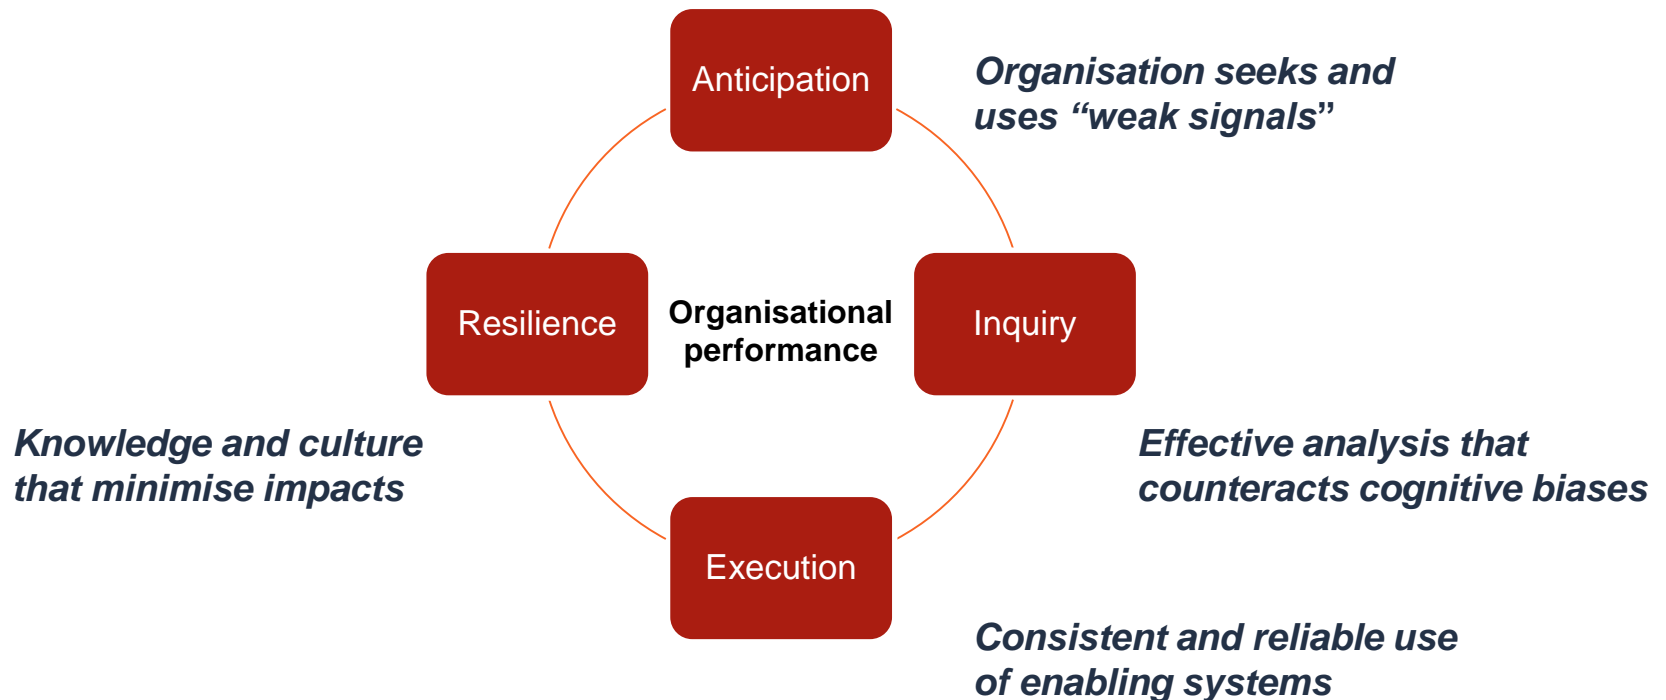 Anticipation
Organisation seeks and
uses “weak signals”
Resilience
Organisational
performance
Inquiry
Knowledge and culture
that minimise impacts
Effective analysis that
counteracts cognitive biases
Execution
Consistent and reliable use
of enabling systems